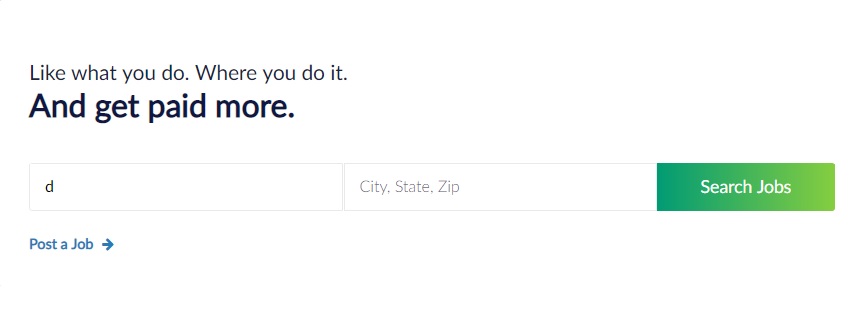 Like what you do. Where you do it.
And get paid more.
d
City, State, Zip
Search Jobs
Post a Job